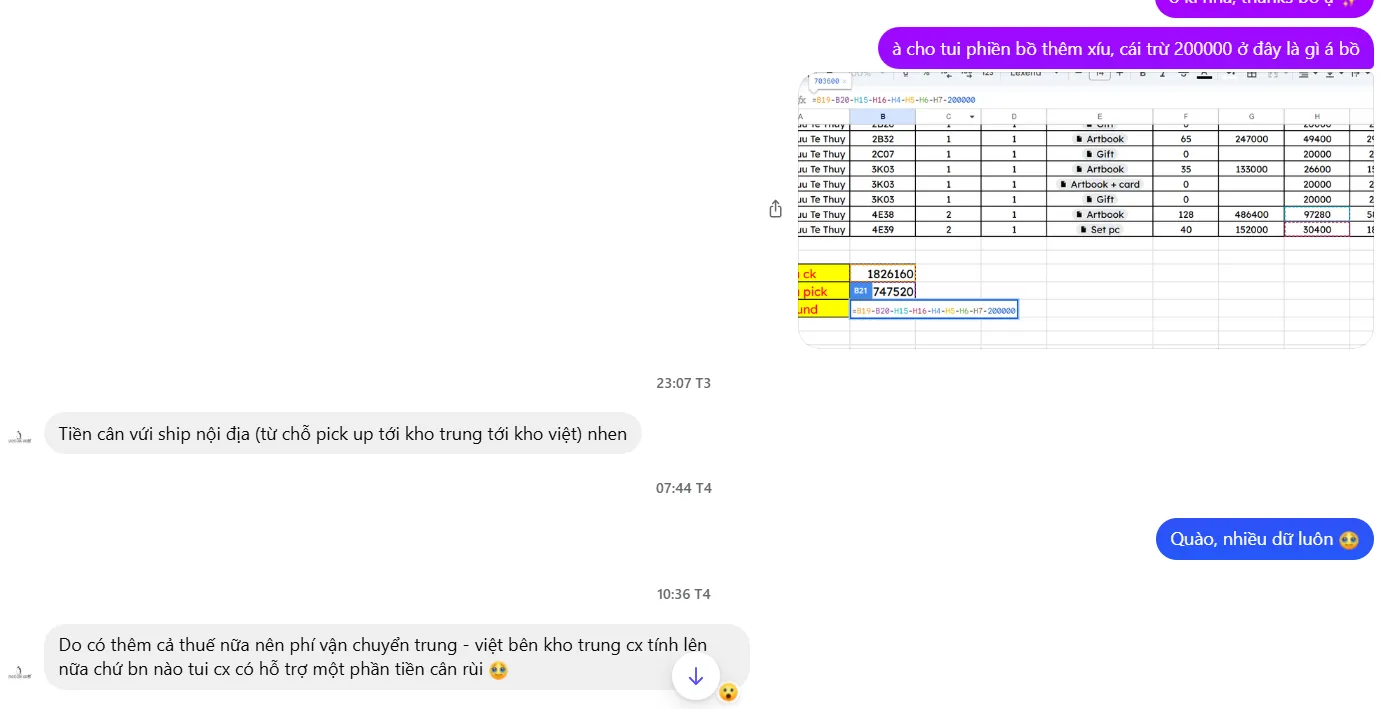 à cho tui phiền bồ thêm xíu, cái trừ 200000 ở đây là gì á bồ
703600 ×
fx =B19-B20-H15-H16-H4-H5-H6-H7-200000
A B C D E F G H
uu Te Thuy 2B32 1 1 Artbook 65 247000 49400
uu Te Thuy 2C07 1 1 Gift 0 20000
uu Te Thuy 3K03 1 1 Artbook 35 133000 26600
uu Te Thuy 3K03 1 1 Artbook + card 0 20000
uu Te Thuy 3K03 1 1 Gift 0 20000
uu Te Thuy 4E38 2 1 Artbook 128 486400 97280
uu Te Thuy 4E39 2 1 Set pc 40 152000 30400
ck 1826160
pick B21 747520
und =B19-B20-H15-H16-H4-H5-H6-H7-200000
23:07 T3
Tiền cân vứi ship nội địa (từ chỗ pick up tới kho trung tới kho việt) nhen
07:44 T4
Quào, nhiều dữ luôn 🥹
10:36 T4
Do có thêm cả thuế nữa nên phí vận chuyển trung - việt bên kho trung cx tính lên
nữa chứ bn nào tui cx có hỗ trợ một phần tiền cân rùi 🥹